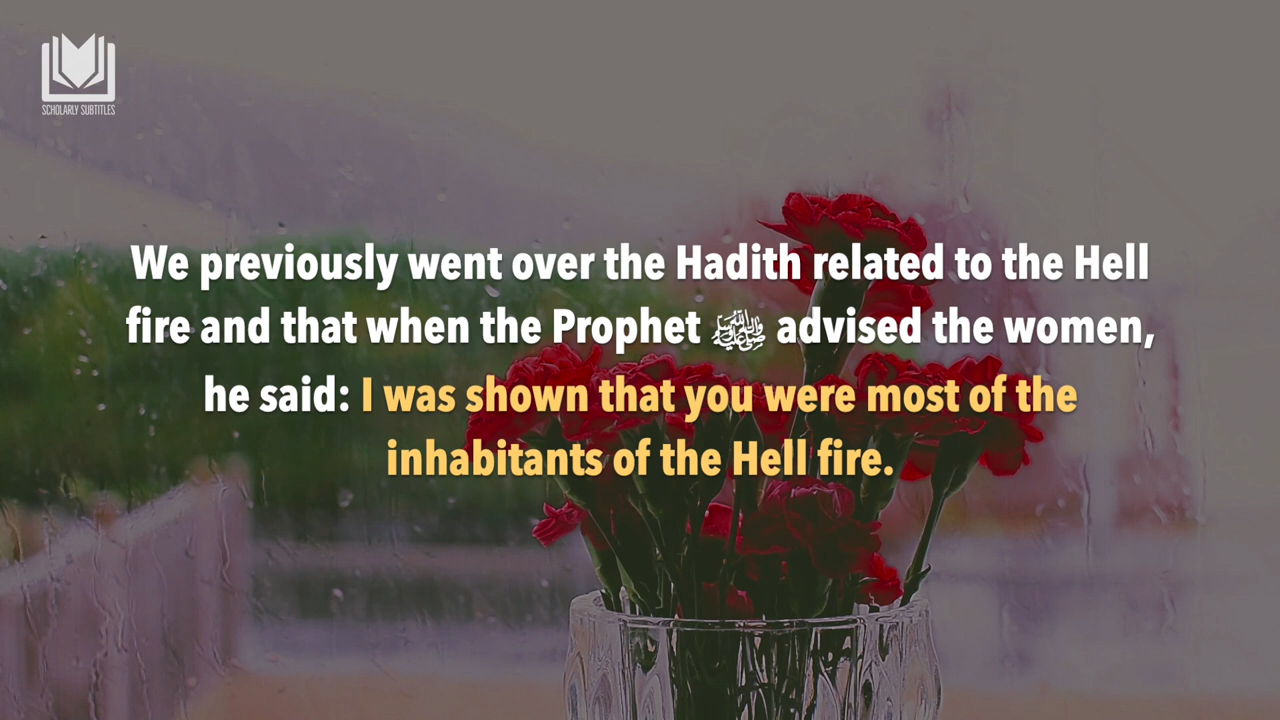 SCHOLARLY SUBTITLES
We previously went over the Hadith related to the Hell
fire and that when the Prophet ﷺ advised the women,
he said: I was shown that you were most of the
inhabitants of the Hell fire.